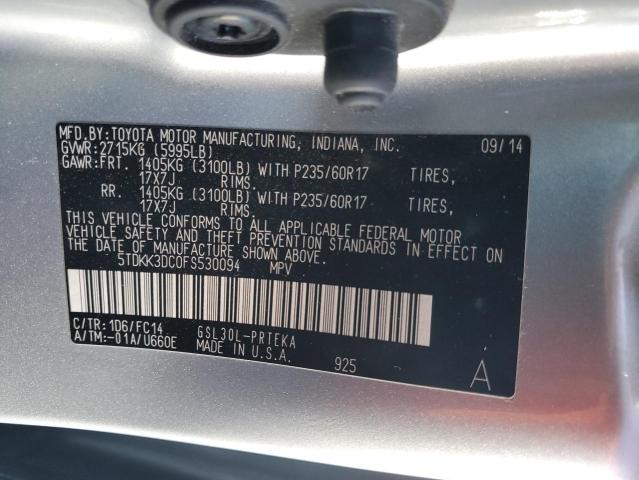 MFD.BY:TOYOTA MOTOR MANUFACTURING, INDIANA, INC. 09/14
GVWR:2715KG (5995LB)
GAWR:FRT. 1405KG (3100LB) WITH P235/60R17 TIRES,
17X7J RIMS.
RR. 1405KG (3100LB) WITH P235/60R17 TIRES,
17X7J RIMS.
THIS VEHICLE CONFORMS TO ALL APPLICABLE FEDERAL MOTOR
VEHICLE SAFETY AND THEFT PREVENTION STANDARDS IN EFFECT ON
THE DATE OF MANUFACTURE SHOWN ABOVE.
5TDKK3DC0FS530094 MPV
C/TR: 1D6/FC14 GSL30L-PRTEKA
A/TM:-01A/U660E MADE IN U.S.A. 925 A